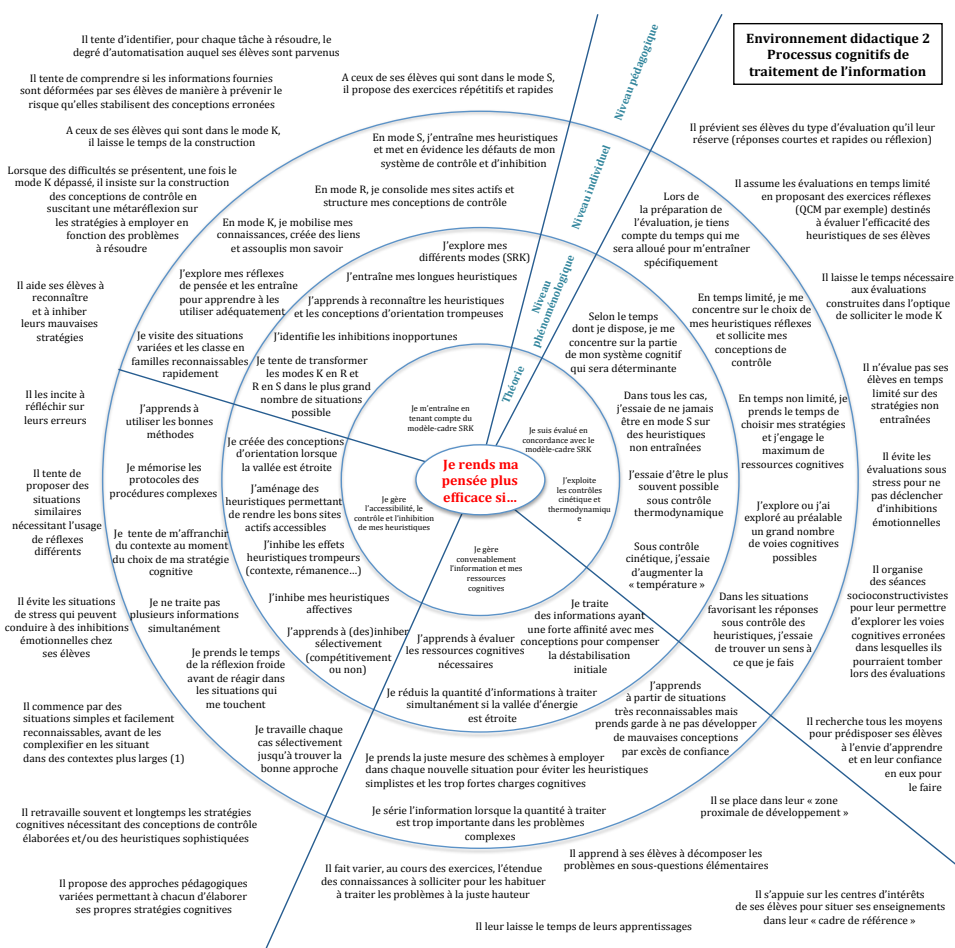 Environnement didactique 2
Processus cognitifs de
traitement de l'information
Niveau pédagogique
Niveau individuel
Niveau
phénoménologique
Théorie
Je rends ma
pensée plus
efficace si…
Je m'entraîne en
tenant compte du
modèle-cadre SRK
Je suis évalué en
concordance avec le
modèle-cadre SRK
J'exploite
les contrôles
cinétique et
thermodynamiqu
e
Je gère
convenablement
l'information et mes
ressources
cognitives
Je gère
l'accessibilité, le
contrôle et l'inhibition
de mes heuristiques
Il tente d'identifier, pour chaque tâche à résoudre, le
degré d'automatisation auquel ses élèves sont parvenus
Il tente de comprendre si les informations fournies
sont déformées par ses élèves de manière à prévenir le
risque qu'elles stabilisent des conceptions erronées
A ceux de ses élèves qui sont dans le mode S,
il propose des exercices répétitifs et rapides
A ceux de ses élèves qui sont dans le mode K,
il laisse le temps de la construction
Lorsque des difficultés se présentent, une fois le
mode K dépassé, il insiste sur la construction
des conceptions de contrôle en
suscitant une métaréflexion sur
les stratégies à employer en
fonction des problèmes
à résoudre
Il aide ses élèves à
reconnaître
et à inhiber
leurs mauvaises
stratégies
En mode S, j'entraîne mes heuristiques
et met en évidence les défauts de mon
système de contrôle et d'inhibition
En mode R, je consolide mes sites actifs et
structure mes conceptions de contrôle
En mode K, je mobilise mes
connaissances, créée des liens
et assouplis mon savoir
J'explore mes réflexes
de pensée et les entraîne
pour apprendre à les
utiliser adéquatement
Je visite des situations
variées et les classe en
familles reconnaissables
rapidement
J'explore mes
différents modes (SRK)
J'entraîne mes longues heuristiques
J'apprends à reconnaître les heuristiques
et les conceptions d'orientation trompeuses
J'identifie les inhibitions inopportunes
Je tente de transformer
les modes K en R et
R en S dans le plus grand
nombre de situations
possible
Il prévient ses élèves du type d'évaluation qu'il leur
réserve (réponses courtes et rapides ou réflexion)
Il assume les évaluations en temps limité
en proposant des exercices réflexes
(QCM par exemple) destinés
à évaluer l'efficacité des
heuristiques de ses élèves
Il laisse le temps nécessaire
aux évaluations
construites dans l'optique
de solliciter le mode K
Il n'évalue pas ses
élèves en temps
limité sur des
stratégies non
entraînées
Il évite les
évaluations sous
stress pour ne pas
déclencher
d'inhibitions
émotionnelles
Il organise
des séances
socioconstructivistes
pour leur permettre
d'explorer les voies
cognitives erronées
dans lesquelles ils
pourraient tomber
lors des évaluations
Lors de
la préparation de
l'évaluation, je tiens
compte du temps qui me
sera alloué pour m'entraîner
spécifiquement
En temps limité, je me
concentre sur le choix de
mes heuristiques réflexes
et sollicite mes
conceptions de
contrôle
En temps non limité, je
prends le temps de
choisir mes stratégies
et j'engage le
maximum de
ressources cognitives
Selon le temps
dont je dispose, je me
concentre sur la partie
de mon système cognitif
qui sera déterminante
Dans tous les cas,
j'essaie de ne jamais
être en mode S sur
des heuristiques
non entraînées
J'essaie d'être le plus
souvent possible
sous contrôle
thermodynamique
Sous contrôle
cinétique, j'essaie
d'augmenter la
« température »
J'explore ou j'ai
exploré au préalable
un grand nombre
de voies cognitives
possibles
Dans les situations
favorisant les réponses
sous contrôle des
heuristiques, j'essaie
de trouver un sens à
ce que je fais
Il les incite à
réfléchir sur
leurs erreurs
Il tente de
proposer des
situations
similaires
nécessitant l'usage
de réflexes
différents
Il évite les situations
de stress qui peuvent
conduire à des inhibitions
émotionnelles chez
ses élèves
Il commence par des
situations simples et facilement
reconnaissables, avant de les
complexifier en les situant
dans des contextes plus larges (1)
Il retravaille souvent et longtemps les stratégies
cognitives nécessitant des conceptions de contrôle
élaborées et/ou des heuristiques sophistiquées
Il propose des approches pédagogiques
variées permettant à chacun d'élaborer
ses propres stratégies cognitives
J'apprends à
utiliser les bonnes
méthodes
Je mémorise les
protocoles des
procédures complexes
Je tente de m'affranchir
du contexte au moment
du choix de ma stratégie
cognitive
Je ne traite pas
plusieurs informations
simultanément
Je prends le temps
de la réflexion froide
avant de réagir dans
les situations qui
me touchent
Je travaille chaque
cas sélectivement
jusqu'à trouver la
bonne approche
Je créée des conceptions
d'orientation lorsque
la vallée est étroite
J'aménage des
heuristiques permettant
de rendre les bons sites
actifs accessibles
J'inhibe les effets
heuristiques trompeurs
(contexte, rémanence…)
J'inhibe mes heuristiques
affectives
J'apprends à (des)inhiber
sélectivement
(compétitivement
ou non)
J'apprends à évaluer
les ressources cognitives
nécessaires
Je traite
des informations ayant
une forte affinité avec mes
conceptions pour compenser
la déstabilisation
initiale
Je réduis la quantité d'informations à traiter
simultanément si la vallée d'énergie
est étroite
J'apprends
à partir de situations
très reconnaissables mais
prends garde à ne pas développer
de mauvaises conceptions
par excès de confiance
Je prends la juste mesure des schèmes à employer
dans chaque nouvelle situation pour éviter les heuristiques
simplistes et les trop fortes charges cognitives
Je série l'information lorsque la quantité à traiter
est trop importante dans les problèmes
complexes
Il recherche tous les moyens
pour prédisposer ses élèves
à l'envie d'apprendre
et en leur confiance
en eux pour
le faire
Il se place dans leur « zone
proximale de développement »
Il apprend à ses élèves à décomposer les
problèmes en sous-questions élémentaires
Il fait varier, au cours des exercices, l'étendue
des connaissances à solliciter pour les habituer
à traiter les problèmes à la juste hauteur
Il s'appuie sur les centres d'intérêts
de ses élèves pour situer ses enseignements
dans leur « cadre de référence »
Il leur laisse le temps de leurs apprentissages